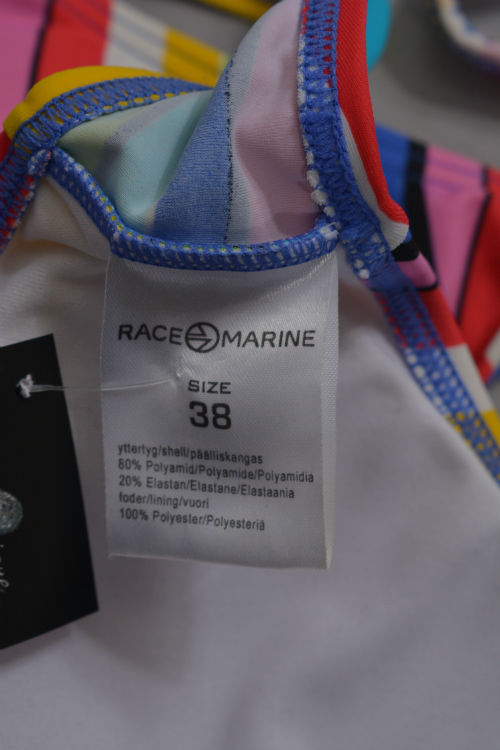 RACE MARINE
SIZE
38
yttertyg/shell/päälliskangas
80% Polyamid/Polyamide/Polyamidia
20% Elastan/Elastane/Elastaania
foder/lining/vuori
100% Polyester/Polyesteriä